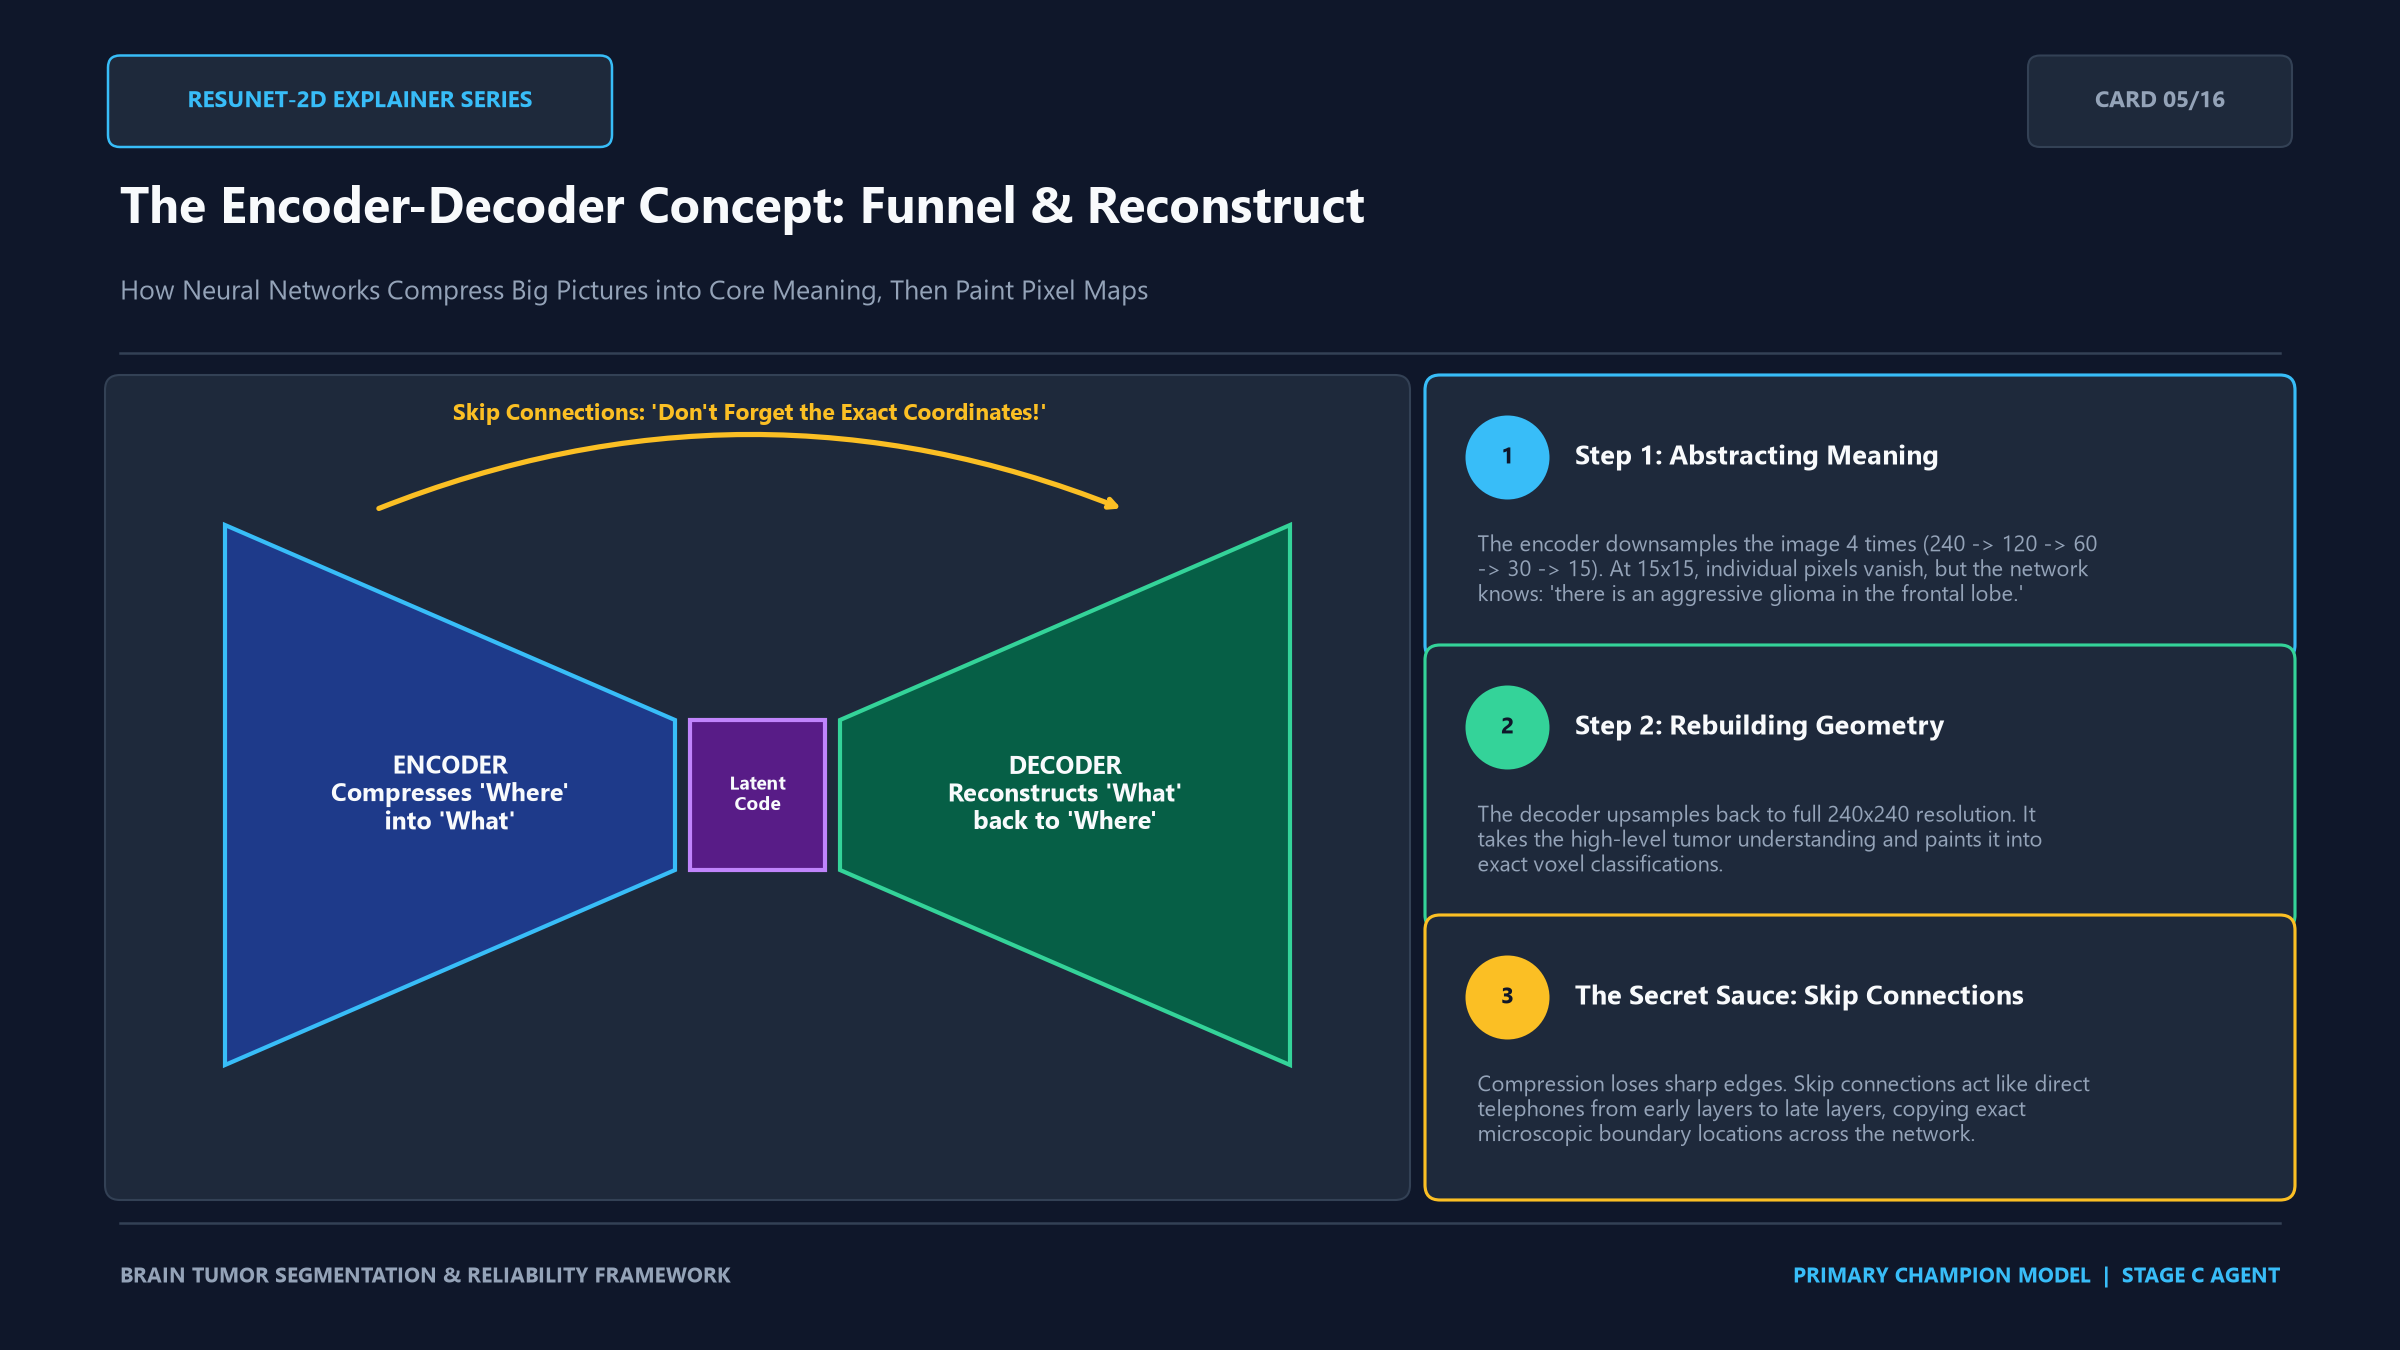 RESUNET-2D EXPLAINER SERIES
CARD 05/16
The Encoder-Decoder Concept: Funnel & Reconstruct
How Neural Networks Compress Big Pictures into Core Meaning, Then Paint Pixel Maps
Skip Connections: 'Don't Forget the Exact Coordinates!'
ENCODER
Compresses 'Where'
into 'What'
Latent
Code
DECODER
Reconstructs 'What'
back to 'Where'
1
Step 1: Abstracting Meaning
The encoder downsamples the image 4 times (240 -> 120 -> 60
-> 30 -> 15). At 15x15, individual pixels vanish, but the network
knows: 'there is an aggressive glioma in the frontal lobe.'
2
Step 2: Rebuilding Geometry
The decoder upsamples back to full 240x240 resolution. It
takes the high-level tumor understanding and paints it into
exact voxel classifications.
3
The Secret Sauce: Skip Connections
Compression loses sharp edges. Skip connections act like direct
telephones from early layers to late layers, copying exact
microscopic boundary locations across the network.
BRAIN TUMOR SEGMENTATION & RELIABILITY FRAMEWORK
PRIMARY CHAMPION MODEL | STAGE C AGENT